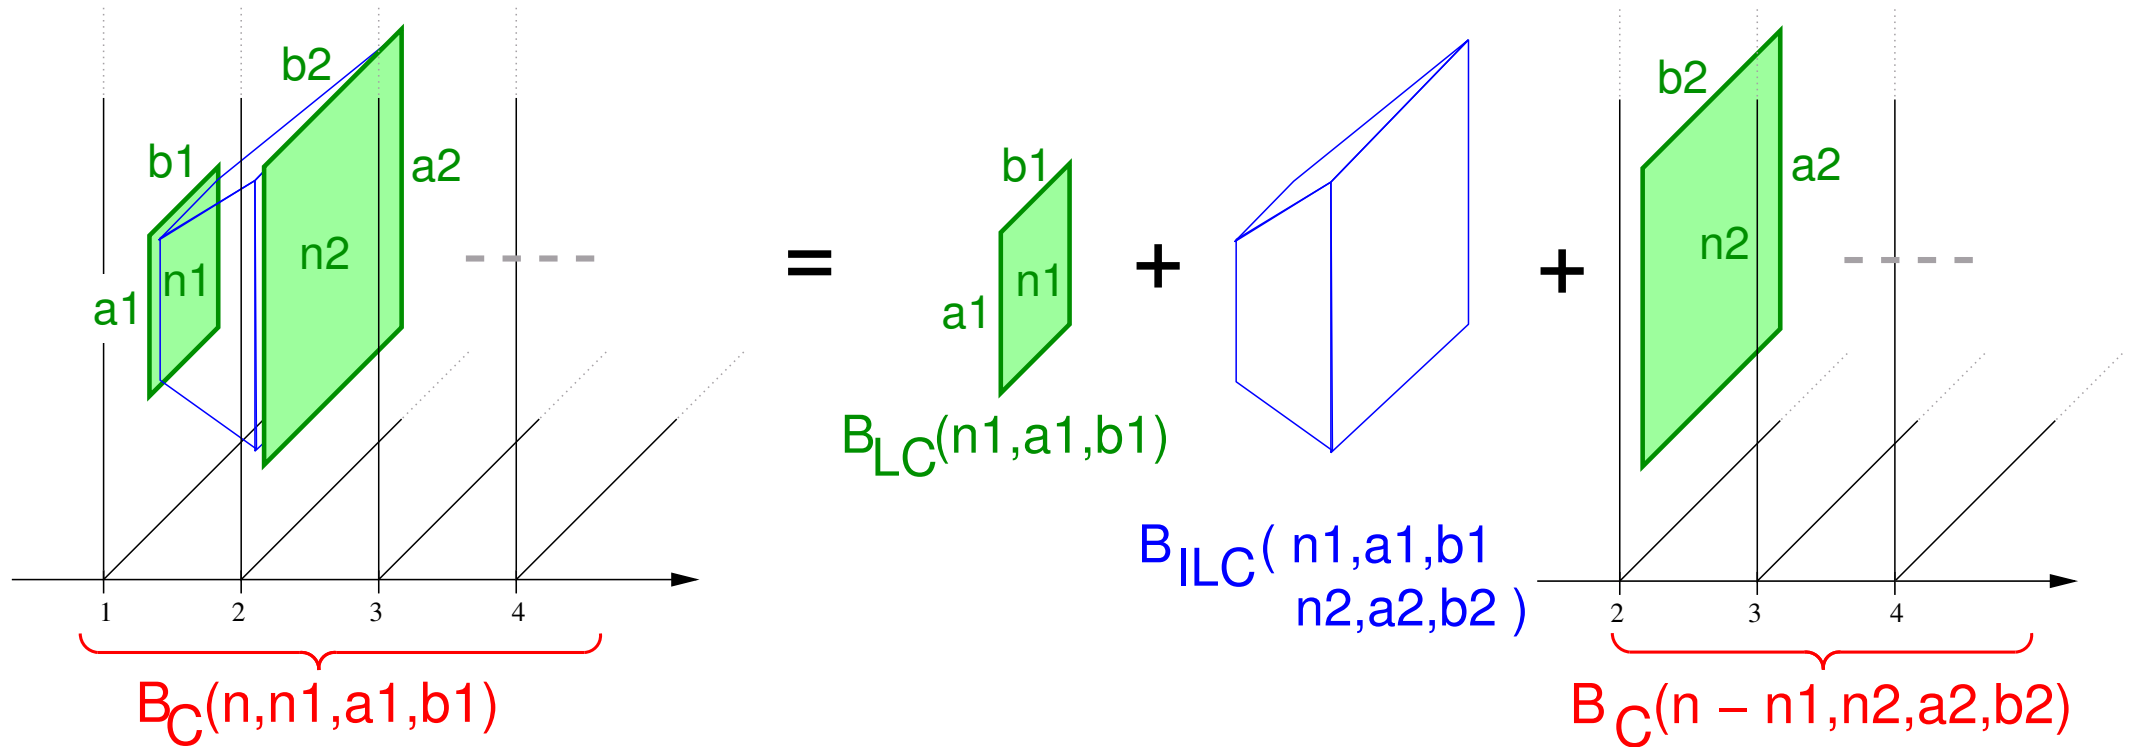 b2
b1
a2
n2
n1
a1
1 2 3 4
B_C(n,n1,a1,b1)
=
b1
n1
a1
B_LC(n1,a1,b1)
+
B_ILC( n1,a1,b1
n2,a2,b2 )
+
b2
a2
n2
2 3 4
B_C(n – n1,n2,a2,b2)